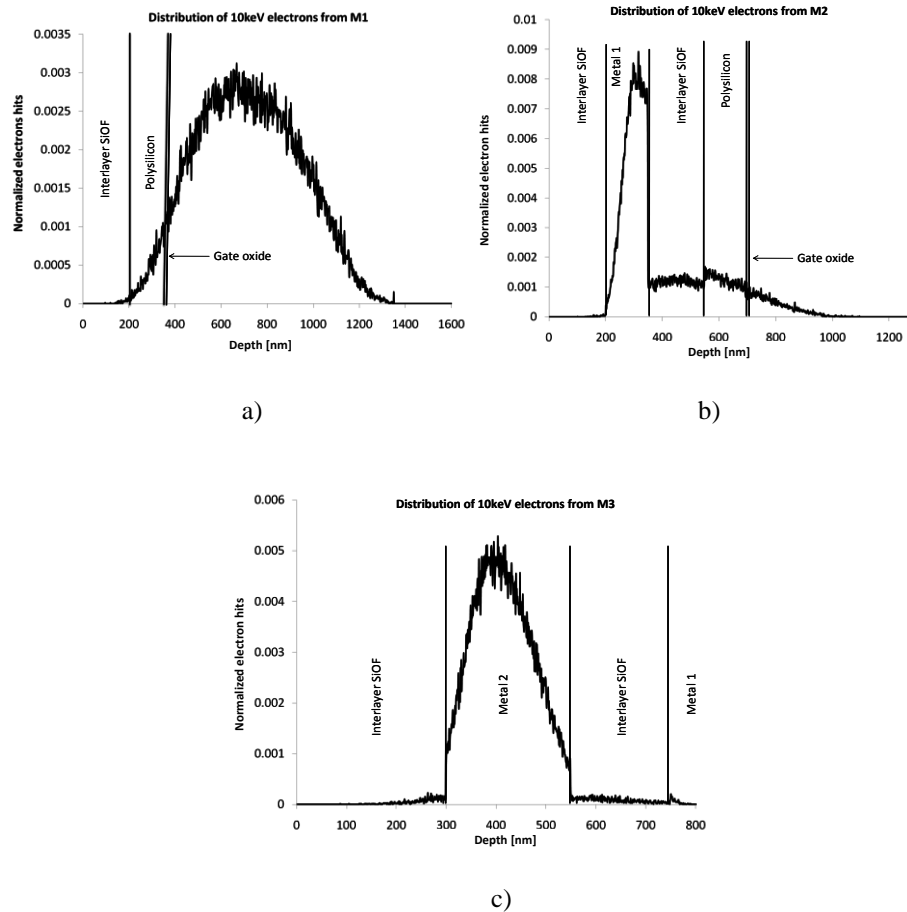 Distribution of 10keV electrons from M1
Normalized electron hits
0.0035
0.003
0.0025
0.002
0.0015
0.001
0.0005
0
Interlayer SiOF
Polysilicon
Gate oxide
0 200 400 600 800 1000 1200 1400 1600
Depth [nm]
a)
Distribution of 10keV electrons from M2
Normalized electron hits
0.01
0.009
0.008
0.007
0.006
0.005
0.004
0.003
0.002
0.001
0
Interlayer SiOF
Metal 1
Interlayer SiOF
Polysilicon
Gate oxide
0 200 400 600 800 1000 1200
Depth [nm]
b)
Distribution of 10keV electrons from M3
Normalized electron hits
0.006
0.005
0.004
0.003
0.002
0.001
0
Interlayer SiOF
Metal 2
Interlayer SiOF
Metal 1
0 100 200 300 400 500 600 700 800
Depth [nm]
c)